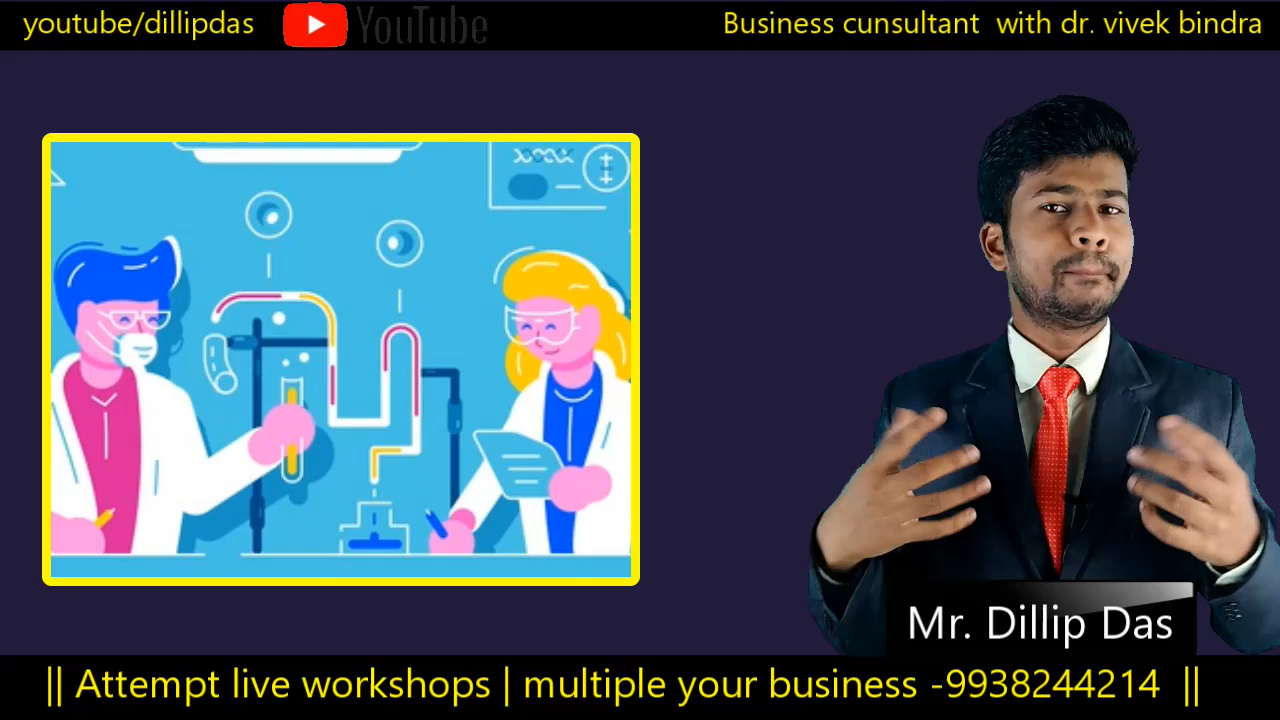 youtube/dillipdas
YouTube
Business cunsultant with dr. vivek bindra
Mr. Dillip Das
|| Attempt live workshops | multiple your business -9938244214 ||